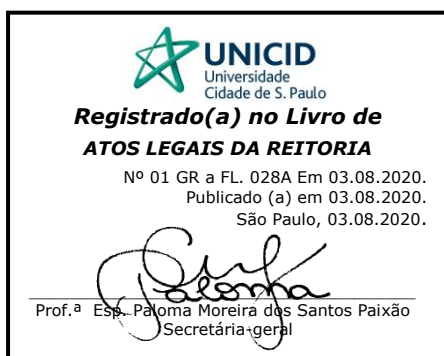 UNICID
Universidade
Cidade de S. Paulo
Registrado(a) no Livro de
ATOS LEGAIS DA REITORIA
Nº 01 GR a FL. 028A Em 03.08.2020.
Publicado (a) em 03.08.2020.
São Paulo, 03.08.2020.
Paloma
Prof.ª Esp. Paloma Moreira dos Santos Paixão
Secretária-geral